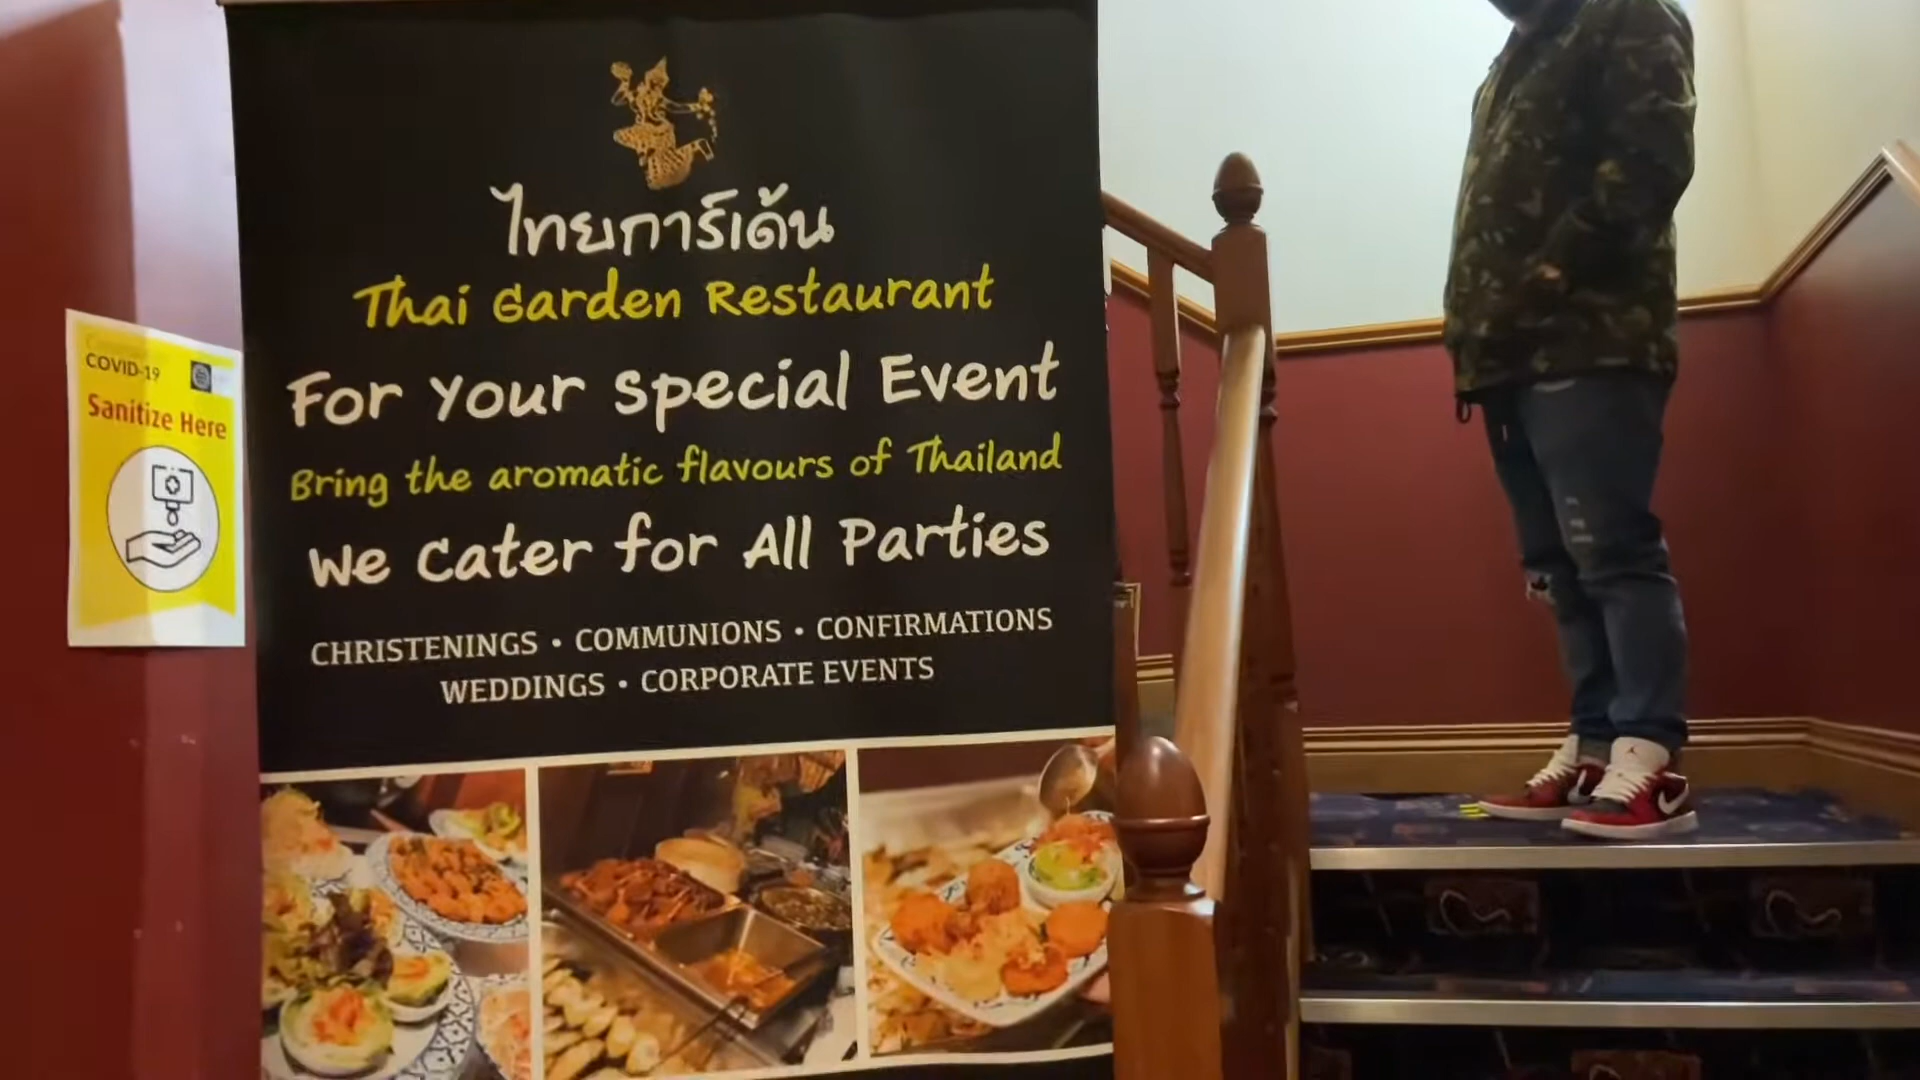 ไทยการ์เด้น
Thai Garden Restaurant
For Your Special Event
Bring the aromatic flavours of Thailand
We Cater for All Parties
CHRISTENINGS • COMMUNIONS • CONFIRMATIONS
WEDDINGS • CORPORATE EVENTS
COVID-19
Sanitize Here